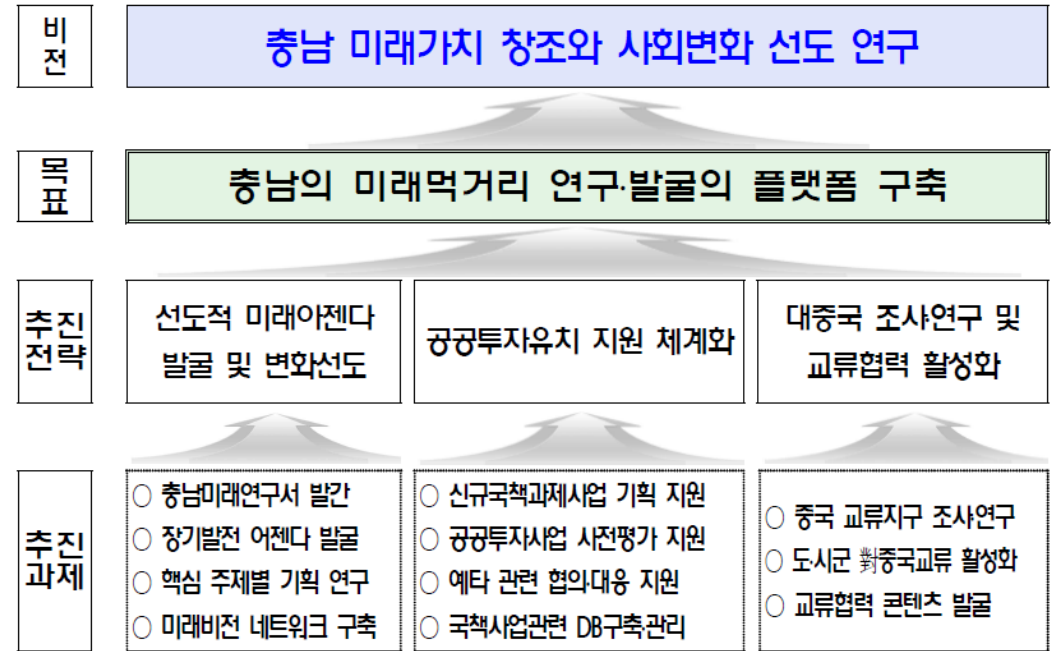 비전
충남 미래가치 창조와 사회변화 선도 연구
목표
충남의 미래먹거리 연구·발굴의 플랫폼 구축
추진
전략
선도적 미래아젠다
발굴 및 변화선도
공공투자유치 지원 체계화
대중국 조사연구 및
교류협력 활성화
추진
과제
○ 충남미래연구서 발간
○ 장기발전 어젠다 발굴
○ 핵심 주제별 기획 연구
○ 미래비전 네트워크 구축
○ 신규국책과제사업 기획 지원
○ 공공투자사업 사전평가 지원
○ 예타 관련 협의·대응 지원
○ 국책사업관련 DB구축·관리
○ 중국 교류지구 조사연구
○ 도·시군 對중국교류 활성화
○ 교류협력 콘텐츠 발굴